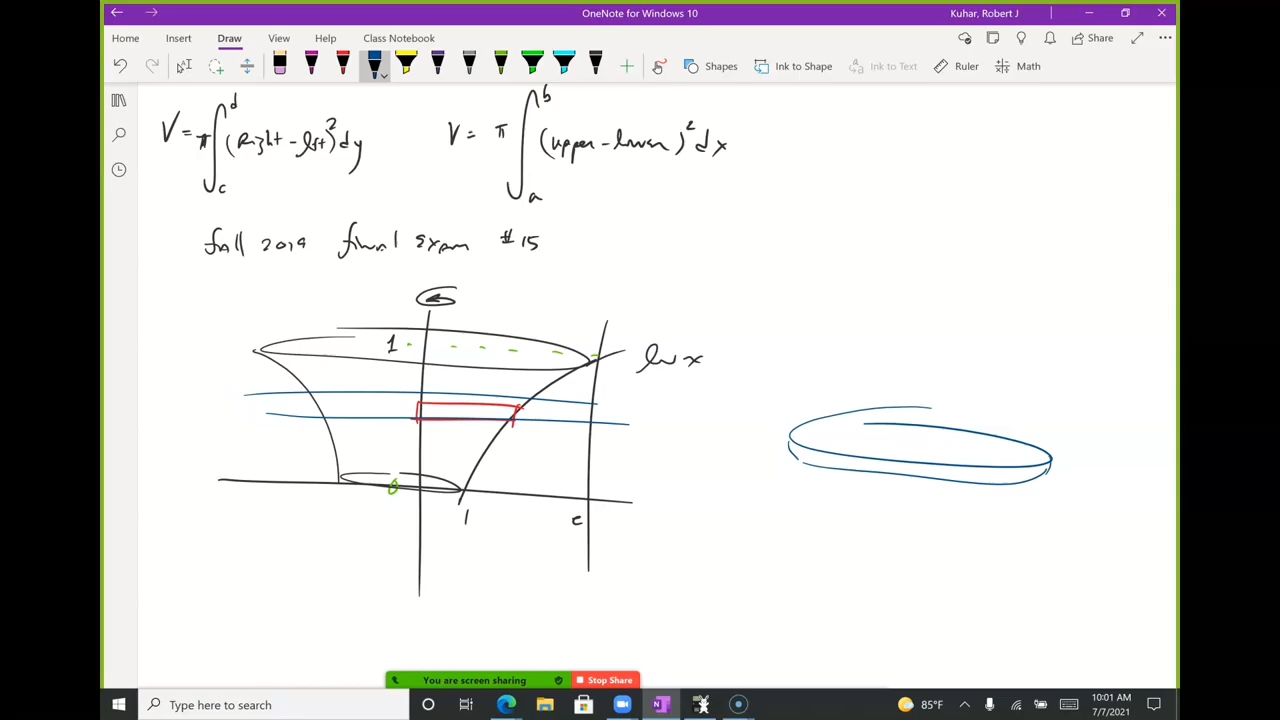 OneNote for Windows 10
Kuhar, Robert J
Home Insert Draw View Help Class Notebook
Share
Shapes Ink to Shape Ink to Text Ruler Math
V = π ∫ c d (Right - left)² dy V = π ∫ a b (upper - lower)² dx
fall 2019 final exam #15
1
ln x
0
1 e
You are screen sharing Stop Share
Type here to search
85°F
10:01 AM
7/7/2021